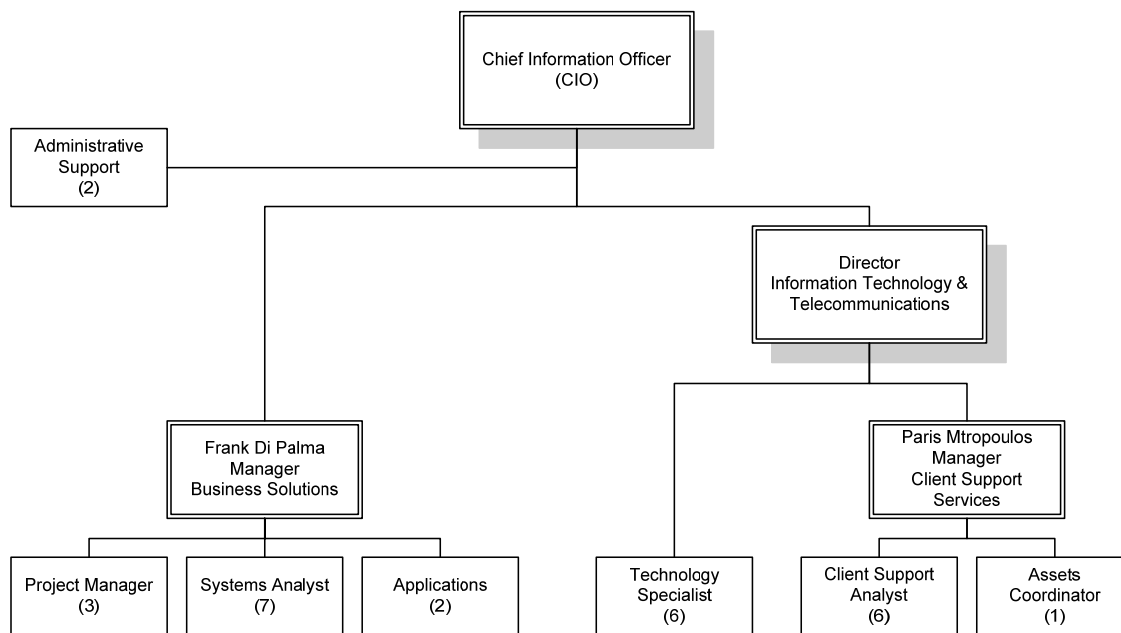 Chief Information Officer
(CIO)
Administrative
Support
(2)
Director
Information Technology &
Telecommunications
Frank Di Palma
Manager
Business Solutions
Paris Mtropoulos
Manager
Client Support
Services
Project Manager
(3)
Systems Analyst
(7)
Applications
(2)
Technology
Specialist
(6)
Client Support
Analyst
(6)
Assets
Coordinator
(1)